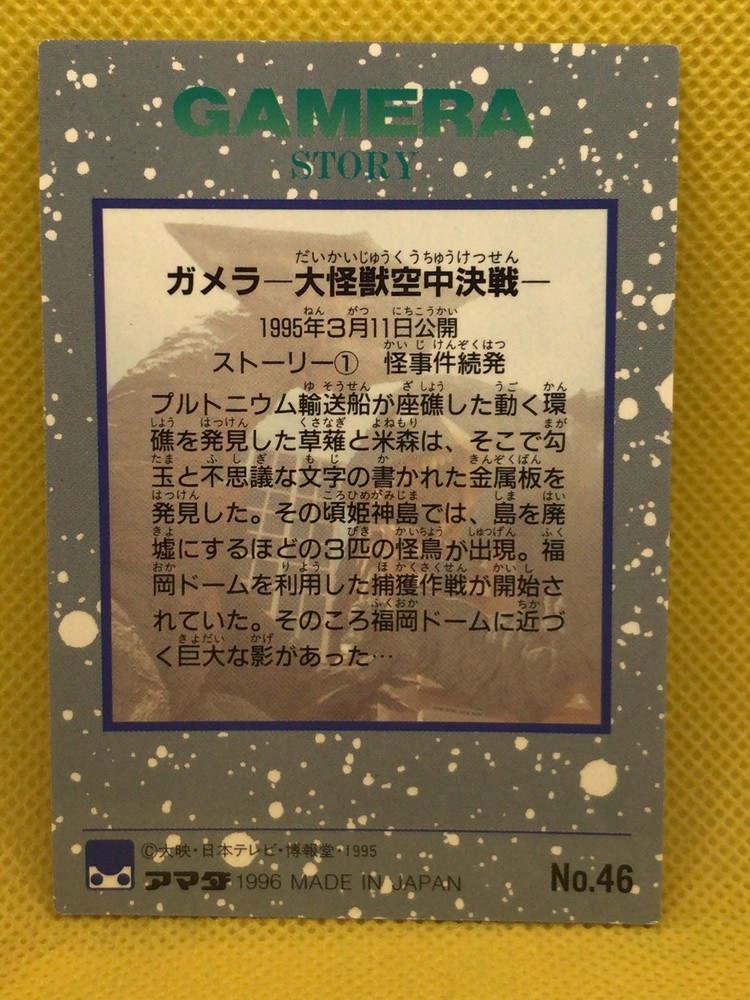 GAMERA
STORY
だいかいじゅうくうちゅうけっせん
ガメラ―大怪獣空中決戦―
ねん がつ にちこうかい
1995年3月11日公開
かい じ けんぞくはつ
ストーリー① 怪事件続発
ゆ そうせん ざ しょう うご かん
プルトニウム輸送船が座礁した動く環
しょう はっけん くさなぎ よねもり まが
礁を発見した草薙と米森は、そこで勾
たま ふ し ぎ も じ か きんぞくばん
玉と不思議な文字の書かれた金属板を
はっけん ころひめがみじま しま はい
発見した。その頃姫神島では、島を廃
きょ びき かいちょう しゅつげん ふく
墟にするほどの3匹の怪鳥が出現。福
おか り よう ほ かくさくせん かい し
岡ドームを利用した捕獲作戦が開始さ
ふくおか ちか
れていた。そのころ福岡ドームに近づ
きょだい かげ
く巨大な影があった…
©大映・日本テレビ・博報堂・1995
アマダ 1996 MADE IN JAPAN
No.46